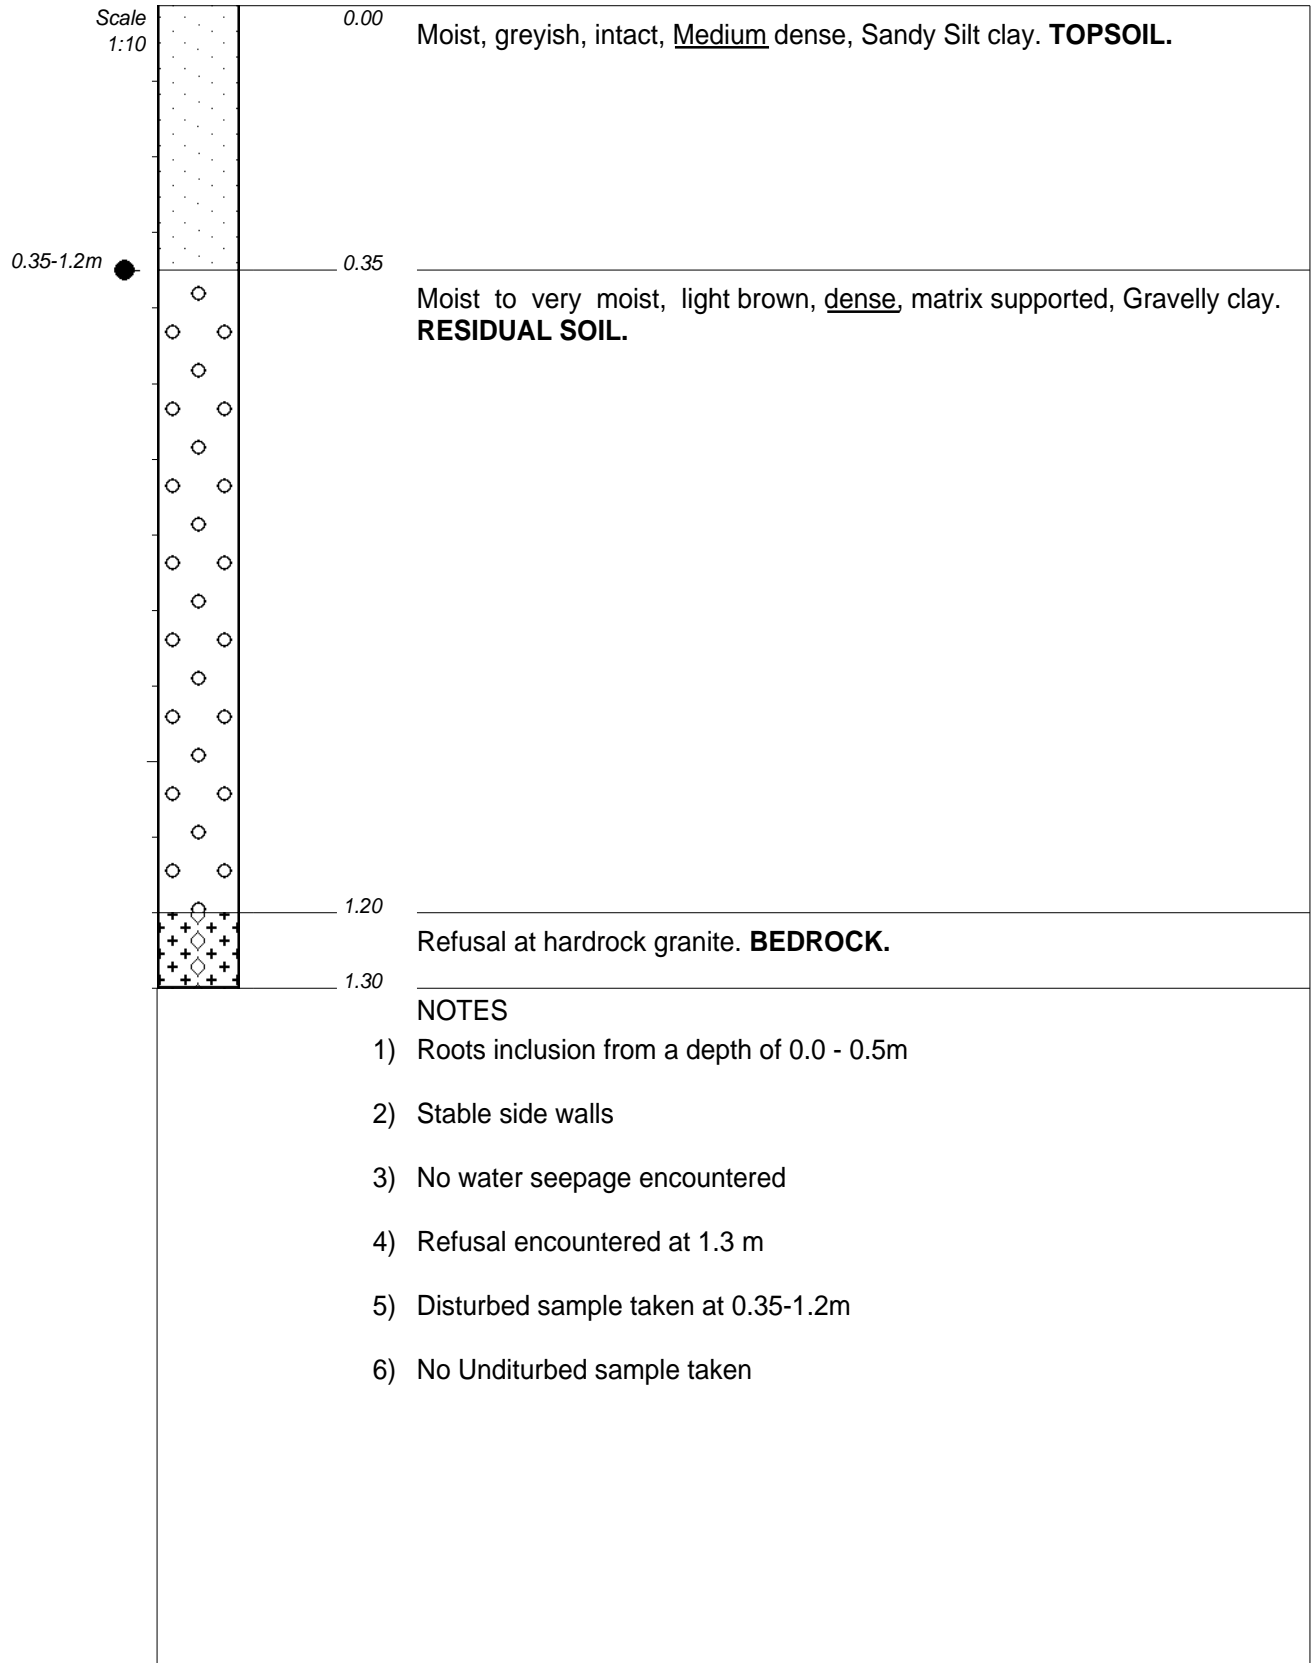 Scale
1:10
0.00
Moist, greyish, intact, Medium dense, Sandy Silt clay. TOPSOIL.
0.35-1.2m
0.35
Moist to very moist, light brown, dense, matrix supported, Gravelly clay.
RESIDUAL SOIL.
1.20
Refusal at hardrock granite. BEDROCK.
1.30
NOTES
1) Roots inclusion from a depth of 0.0 - 0.5m
2) Stable side walls
3) No water seepage encountered
4) Refusal encountered at 1.3 m
5) Disturbed sample taken at 0.35-1.2m
6) No Unditurbed sample taken